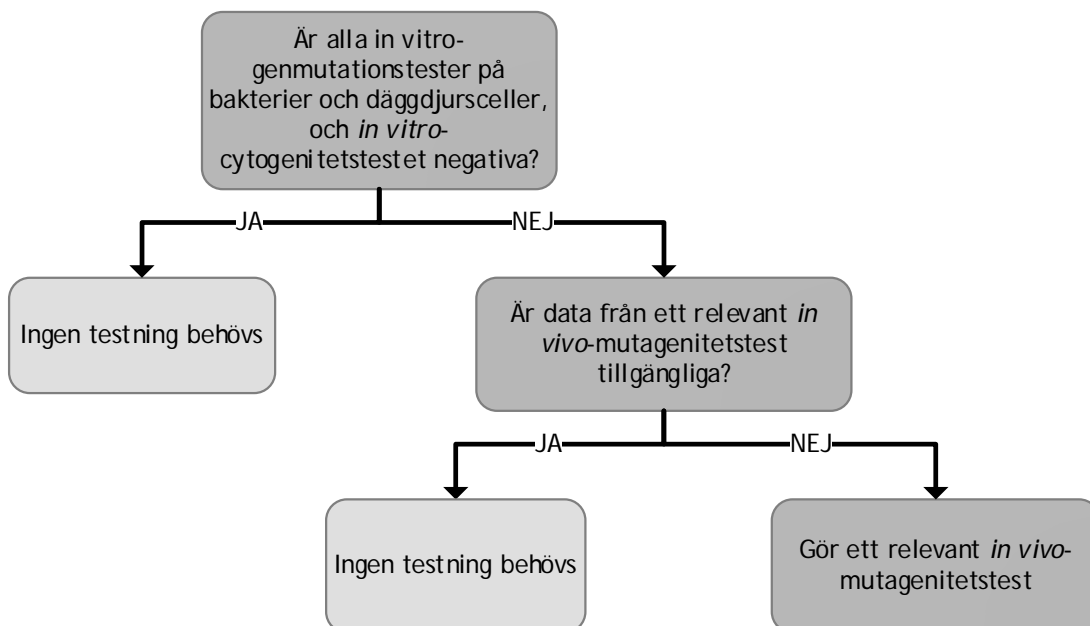 Är alla in vitro-
genmutationstester på
bakterier och däggdjursceller,
och in vitro-
cytogenitetstestet negativa?
JA
NEJ
Ingen testning behövs
Är data från ett relevant in
vivo-mutagenitetstest
tillgängliga?
JA
NEJ
Ingen testning behövs
Gör ett relevant in vivo-
mutagenitetstest